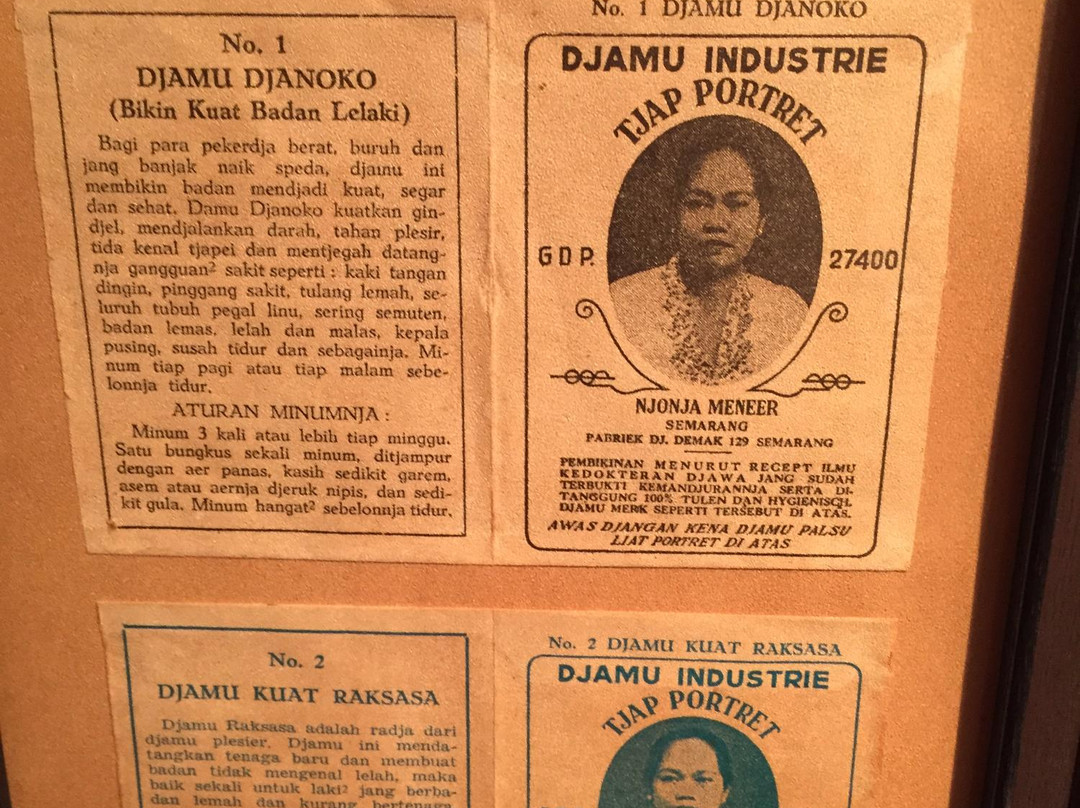 No. 1
DJAMU DJANOKO
(Bikin Kuat Badan Lelaki)
Bagi para pekerdja berat, buruh dan
jang banjak naik speda, djamu ini
membikin badan mendjadi kuat, segar
dan sehat. Damu Djanoko kuatkan gin-
djel, mendjalankan darah, tahan plesir,
tida kenal tjapei dan mentjegah datang-
nja gangguan² sakit seperti : kaki tangan
dingin, pinggang sakit, tulang lemah, se-
luruh tubuh pegal linu, sering semuten,
badan lemas, lelah dan malas, kepala
pusing, susah tidur dan sebagainja. Mi-
num tiap pagi atau tiap malam sebe-
lonnja tidur.
ATURAN MINUMNJA :
Minum 3 kali atau lebih tiap minggu.
Satu bungkus sekali minum, ditjampur
dengan aer panas, kasih sedikit garem,
asem atau aernja djeruk nipis, dan sedi-
kit gula. Minum hangat² sebelonnja tidur.
No. 1 DJAMU DJANOKO
DJAMU INDUSTRIE
TJAP PORTRET
G D P. 27400
NJONJA MENEER
SEMARANG
PABRIEK DJ. DEMAK 129 SEMARANG
PEMBIKINAN MENURUT RECEPT ILMU
KEDOKTERAN DJAWA JANG SUDAH
TERBUKTI KEMANDJURANNJA SERTA DI-
TANGGUNG 100% TULEN DAN HYGIENISCH.
DJAMU MERK SEPERTI TERSEBUT DI ATAS.
AWAS DJANGAN KENA DJAMU PALSU
LIAT PORTRET DI ATAS
No. 2
DJAMU KUAT RAKSASA
Djamu Raksasa adalah radja dari
djamu plesier. Djamu ini menda-
tangkan tenaga baru dan membuat
badan tidak mengenal lelah, maka
baik sekali untuk laki² jang berba-
dan lemah dan kurang bertenaga.
No. 2 DJAMU KUAT RAKSASA
DJAMU INDUSTRIE
TJAP PORTRET